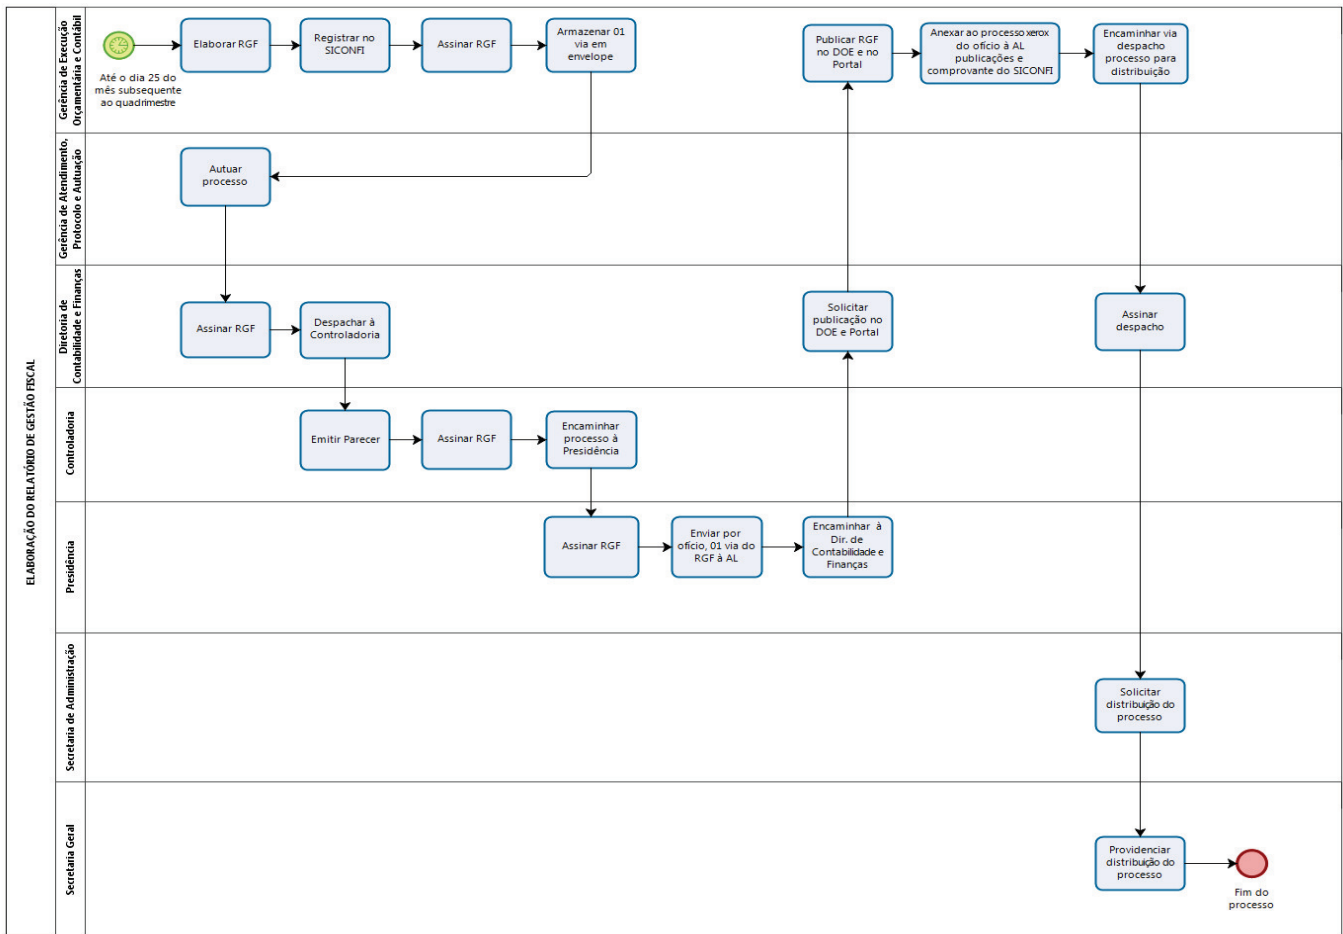 ELABORAÇÃO DO RELATÓRIO DE GESTÃO FISCAL
Gerência de Execução
Orçamentária e Contábil
Até o dia 25 do
mês subsequente
ao quadrimestre
Elaborar RGF
Registrar no
SICONFI
Assinar RGF
Armazenar 01
via em
envelope
Publicar RGF
no DOE e no
Portal
Anexar ao processo xerox
do ofício à AL
publicações e
comprovante do SICONFI
Encaminhar via
despacho
processo para
distribuição
Gerência de Atendimento,
Protocolo e Autuação
Autuar
processo
Diretoria de
Contabilidade e Finanças
Assinar RGF
Despachar à
Controladoria
Solicitar
publicação no
DOE e Portal
Assinar
despacho
Controladoria
Emitir Parecer
Assinar RGF
Encaminhar
processo à
Presidência
Presidência
Assinar RGF
Enviar por
ofício, 01 via do
RGF à AL
Encaminhar à
Dir. de
Contabilidade e
Finanças
Secretaria de Administração
Solicitar
distribuição do
processo
Secretaria Geral
Providenciar
distribuição do
processo
Fim do
processo